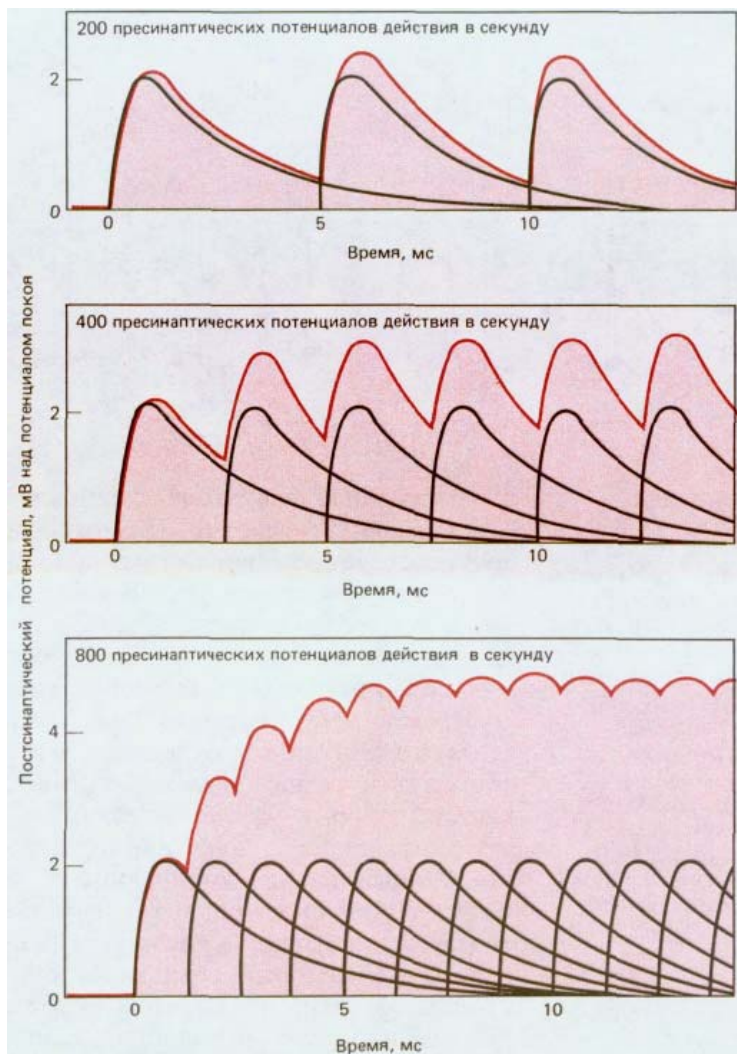 200 пресинаптических потенциалов действия в секунду
2
0
0 5 10
Время, мс
400 пресинаптических потенциалов действия в секунду
2
0
0 5 10
Время, мс
800 пресинаптических потенциалов действия в секунду
4
2
0
0 5 10
Время, мс
Постсинаптический потенциал, мВ над потенциалом покоя